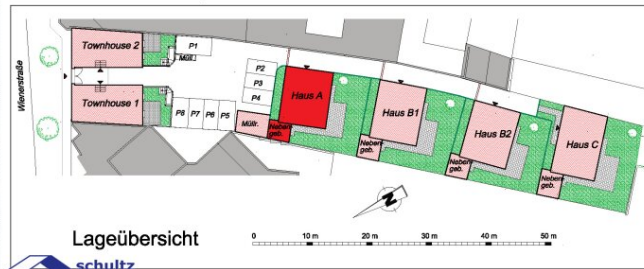 Wienerstraße
Townhouse 2
Townhouse 1
P1
Müll
P2
P3
P4
P8 P7 P6 P5
Müllr.
Haus A
Neben-
geb.
Haus B1
Neben-
geb.
Haus B2
Neben-
geb.
Haus C
Neben-
geb.
N
Lageübersicht
0 10 m 20 m 30 m 40 m 50 m
schultz